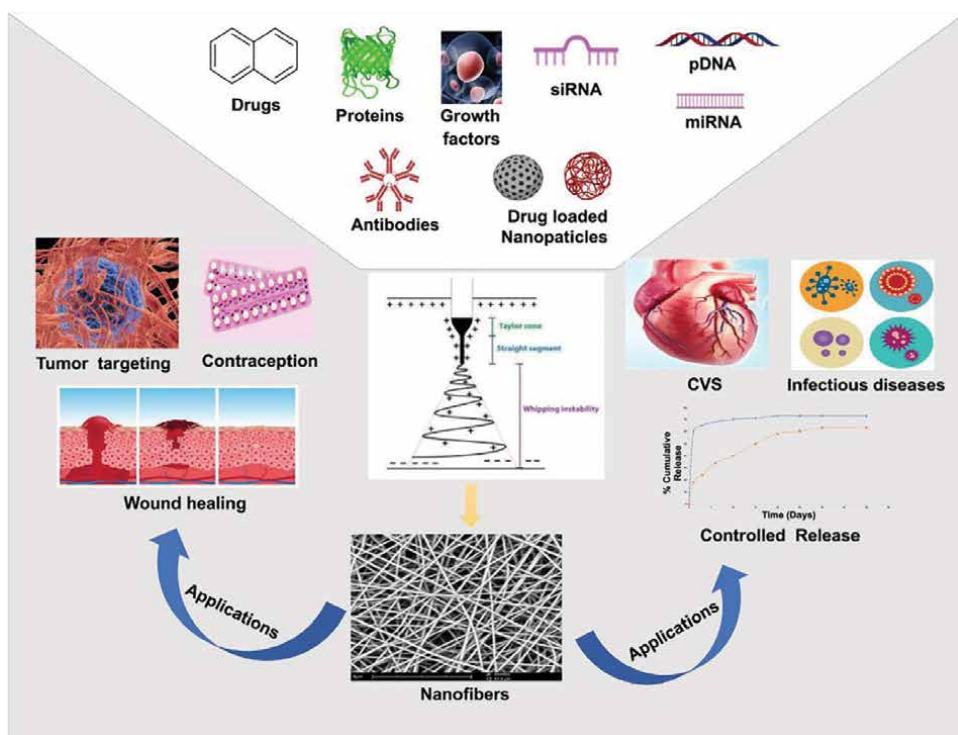 Drugs
Proteins
Growth
factors
siRNA
pDNA
miRNA
Antibodies
Drug loaded
Nanopaticles
Tumor targeting
Contraception
Wound healing
Taylor cone
Straight segment
Whipping instability
CVS
Infectious diseases
% Cumulative
Release
Time (Days)
Controlled Release
Applications
Applications
Nanofibers